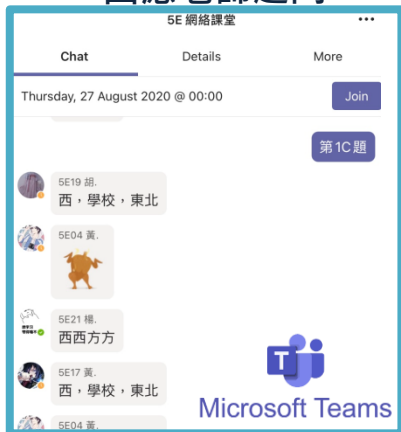 5E 網絡課堂
Chat
Details
More
Thursday, 27 August 2020 @ 00:00
Join
第1C題
5E19 胡.
西，學校，東北
5E04 黃.
5E21 楊.
西西方方
5E17 黃.
西，學校，東北
T
Microsoft Teams
5E04 黃.